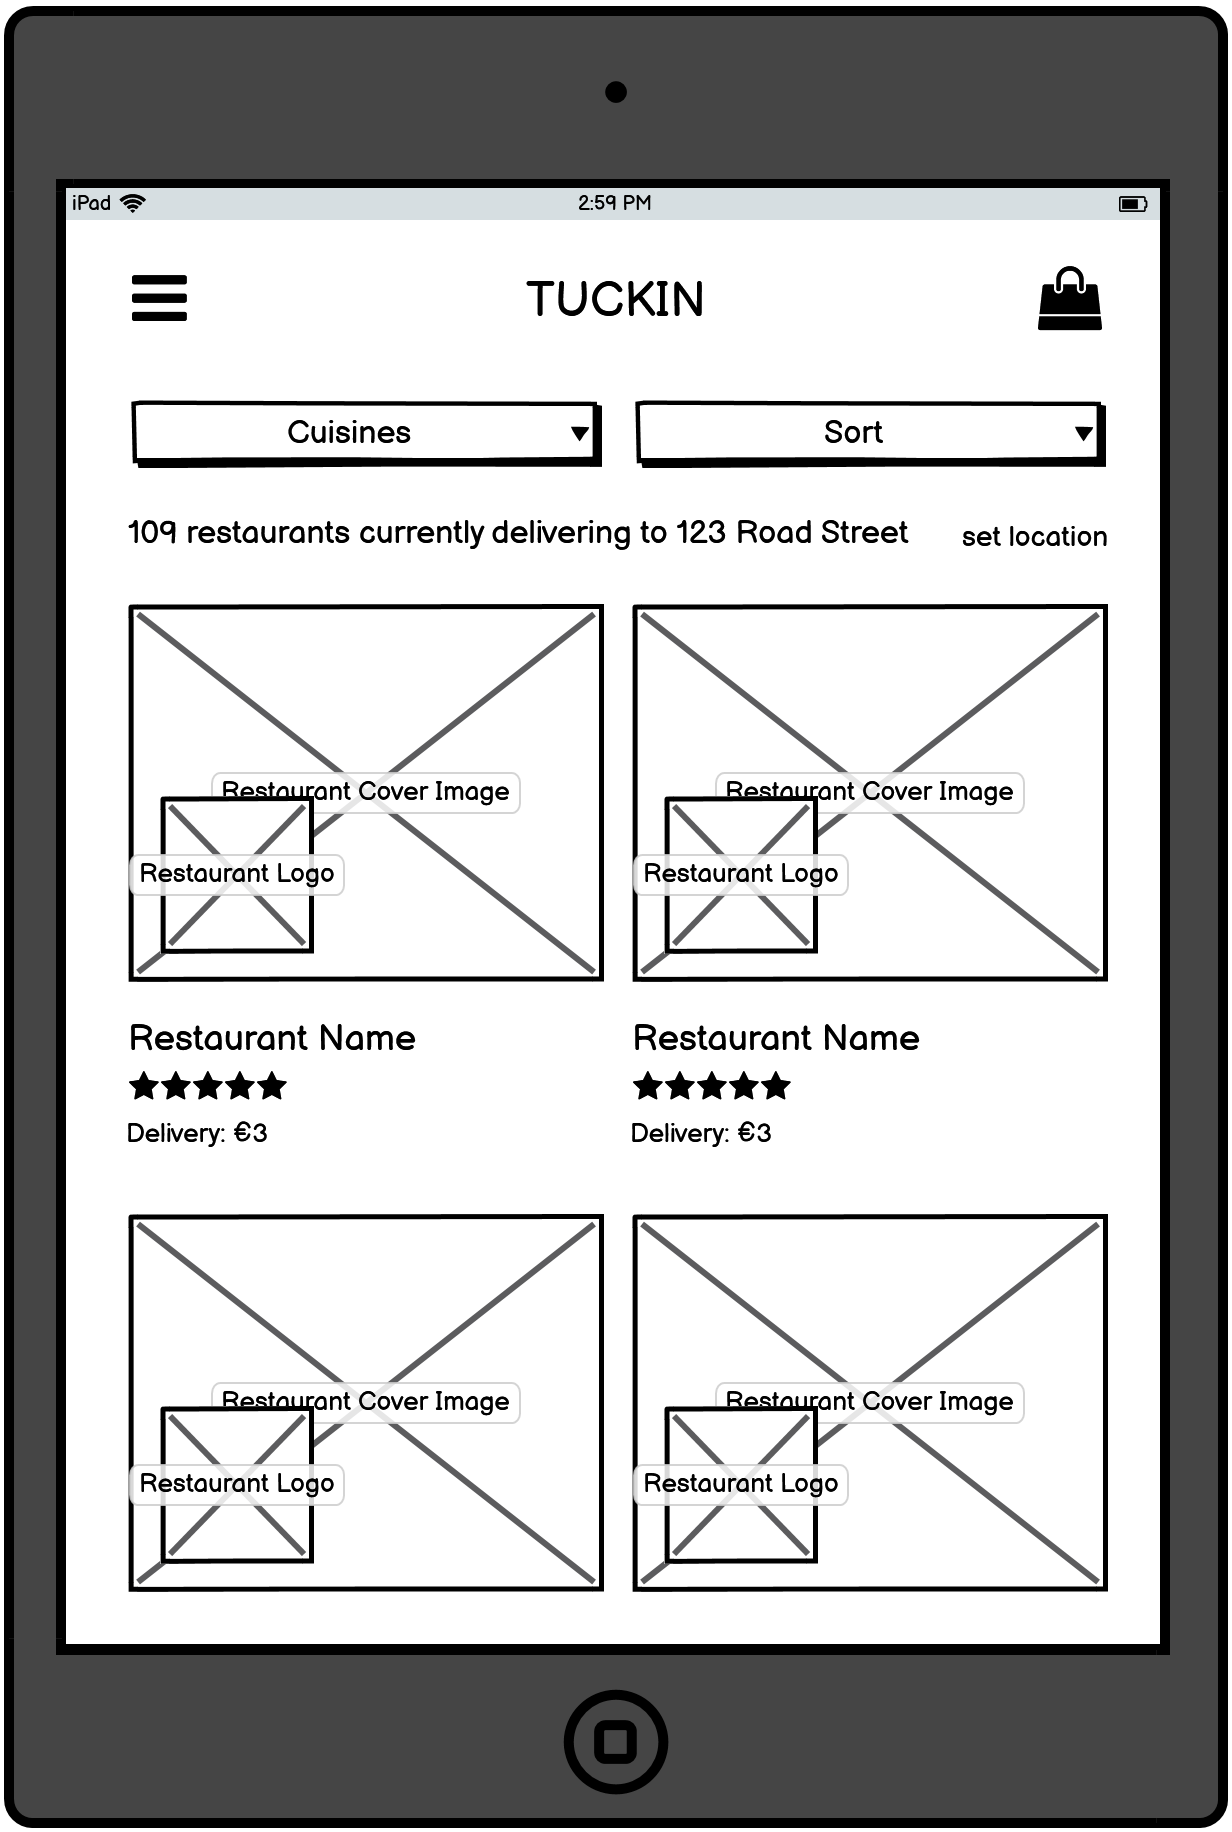 iPad 2:59 PM
TUCKIN
Cuisines Sort
109 restaurants currently delivering to 123 Road Street set location
Restaurant Cover Image Restaurant Cover Image
Restaurant Logo Restaurant Logo
Restaurant Name Restaurant Name
Delivery: €3 Delivery: €3
Restaurant Cover Image Restaurant Cover Image
Restaurant Logo Restaurant Logo